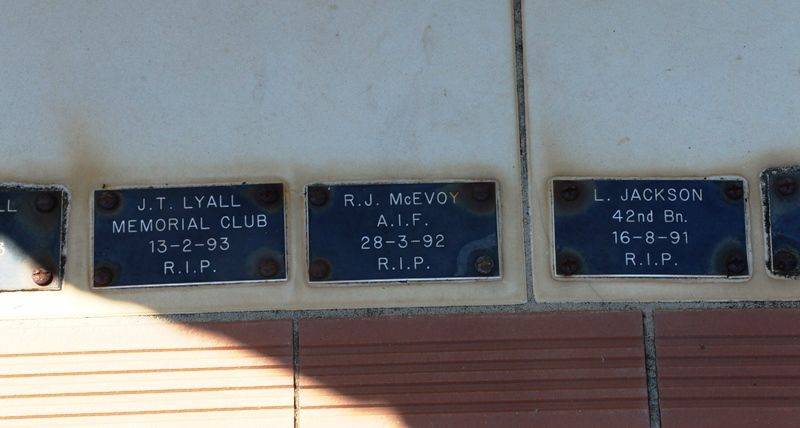 J.T. LYALL
MEMORIAL CLUB
13-2-93
R.I.P.
R.J. McEVOY
A.I.F.
28-3-92
R.I.P.
L. JACKSON
42nd Bn.
16-8-91
R.I.P.